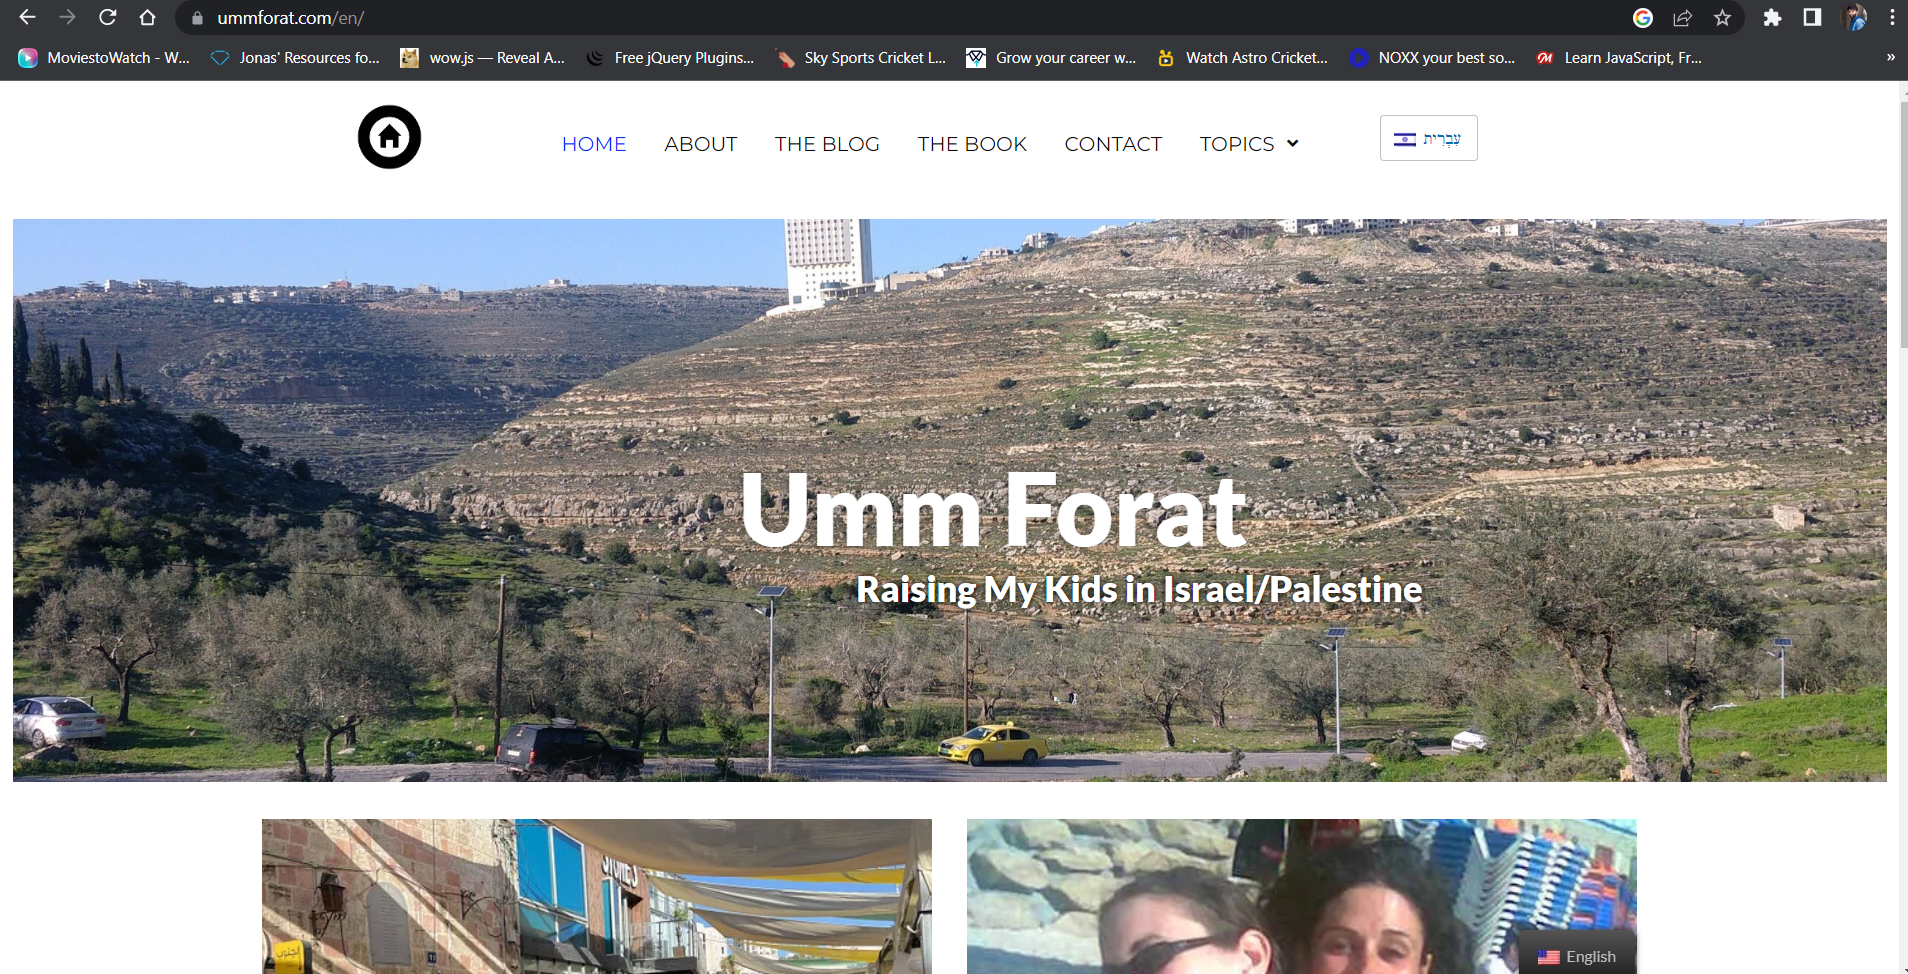 ummforat.com/en/
MoviestoWatch - W...
Jonas' Resources fo...
wow.js — Reveal A...
Free jQuery Plugins...
Sky Sports Cricket L...
Grow your career w...
Watch Astro Cricket...
NOXX your best so...
Learn JavaScript, Fr...
»
HOME
ABOUT
THE BLOG
THE BOOK
CONTACT
TOPICS
עִבְרִית
Umm Forat
Raising My Kids in Israel/Palestine
STONES
English